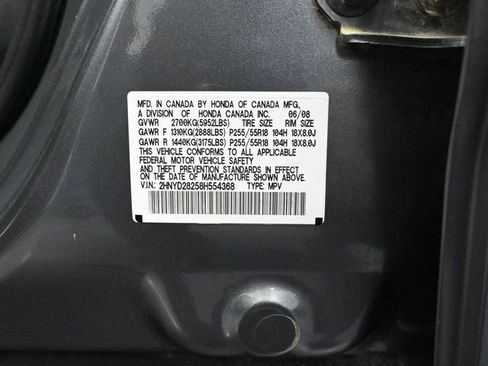 MFD. IN CANADA BY HONDA OF CANADA MFG.,
A DIVISION OF HONDA CANADA INC. 06/08
GVWR 2700KG(5952LBS) TIRE SIZE RIM SIZE
GAWR F 1310KG(2888LBS) P255/55R18 104H 18X8.0J
GAWR R 1440KG(3175LBS) P255/55R18 104H 18X8.0J
THIS VEHICLE CONFORMS TO ALL APPLICABLE
FEDERAL MOTOR VEHICLE SAFETY
AND THEFT PREVENTION STANDARDS IN EFFECT
ON THE DATE OF MANUFACTURE SHOWN ABOVE.
V.I.N: 2HNYD28258H554368 TYPE: MPV